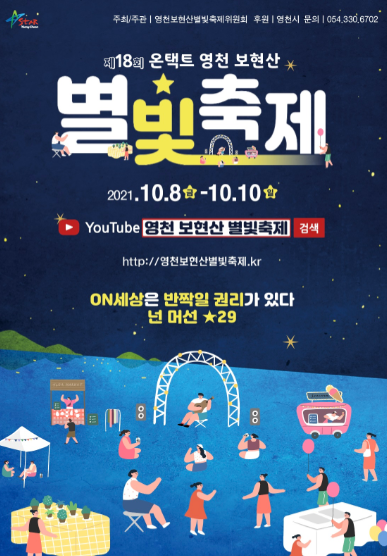 STAR
주최/주관 | 영천보현산별빛축제위원회 후원 | 영천시 문의 | 054.330.6702
제18회 온택트 영천 보현산
별빛축제
2021.10.8금-10.10일
YouTube 영천 보현산 별빛축제 검색
http://영천보현산별빛축제.kr
ON세상은 반짝일 권리가 있다
넌 머선 ★29